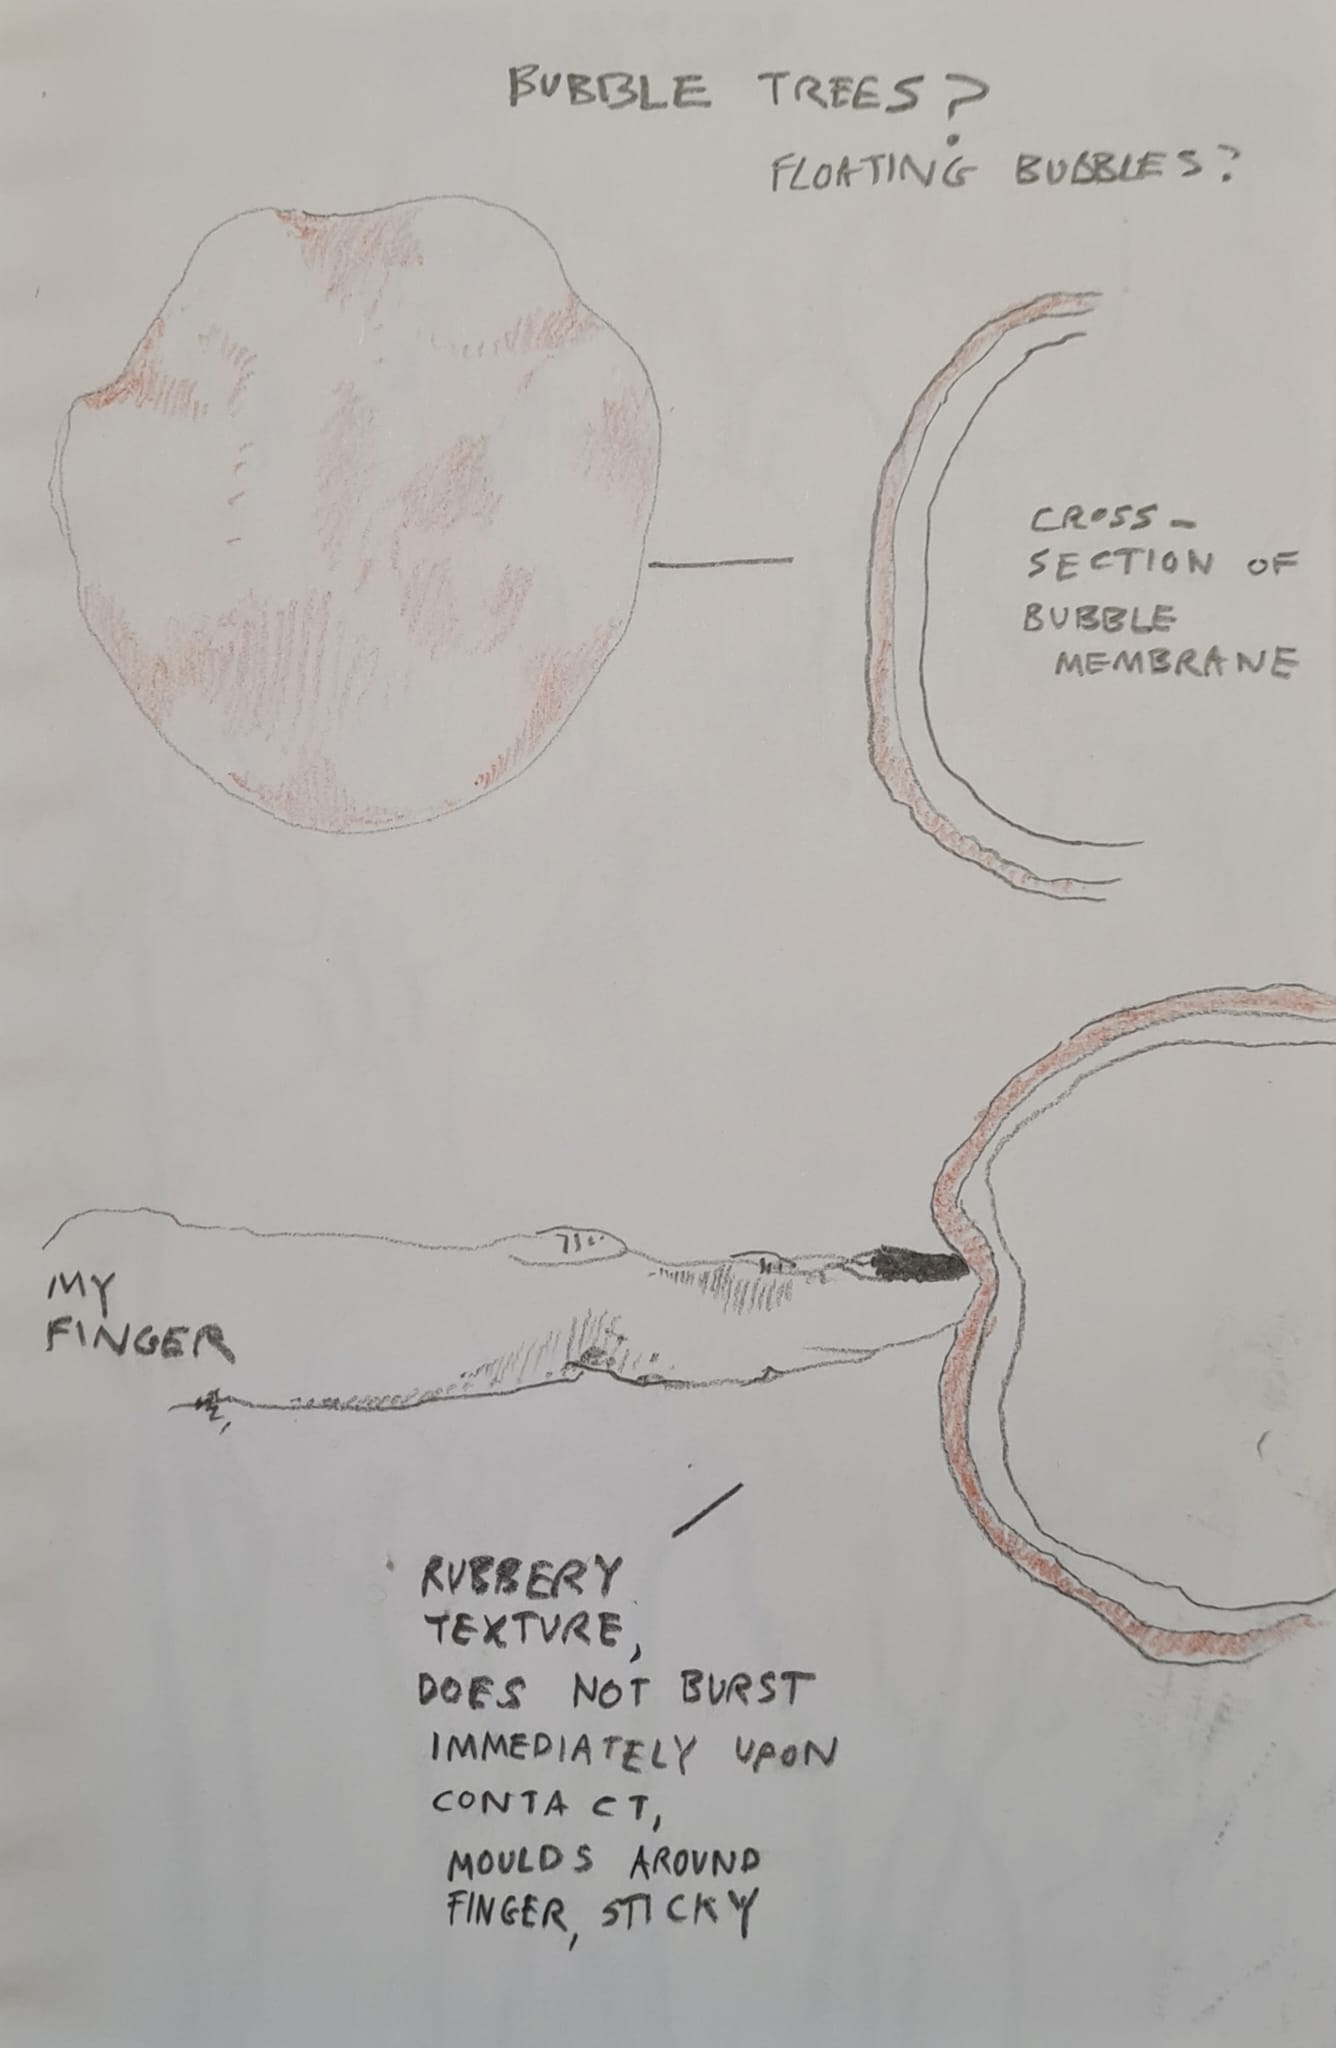 BUBBLE TREES?
FLOATING BUBBLES?
CROSS-
SECTION OF
BUBBLE
MEMBRANE
MY
FINGER
RUBBERY
TEXTURE,
DOES NOT BURST
IMMEDIATELY UPON
CONTACT,
MOULDS AROUND
FINGER, STICKY